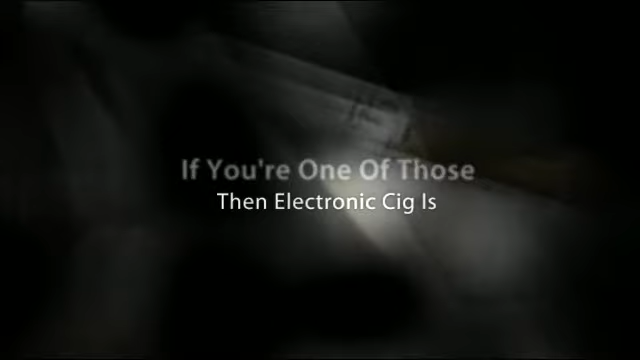 If You're One Of Those
Then Electronic Cig Is